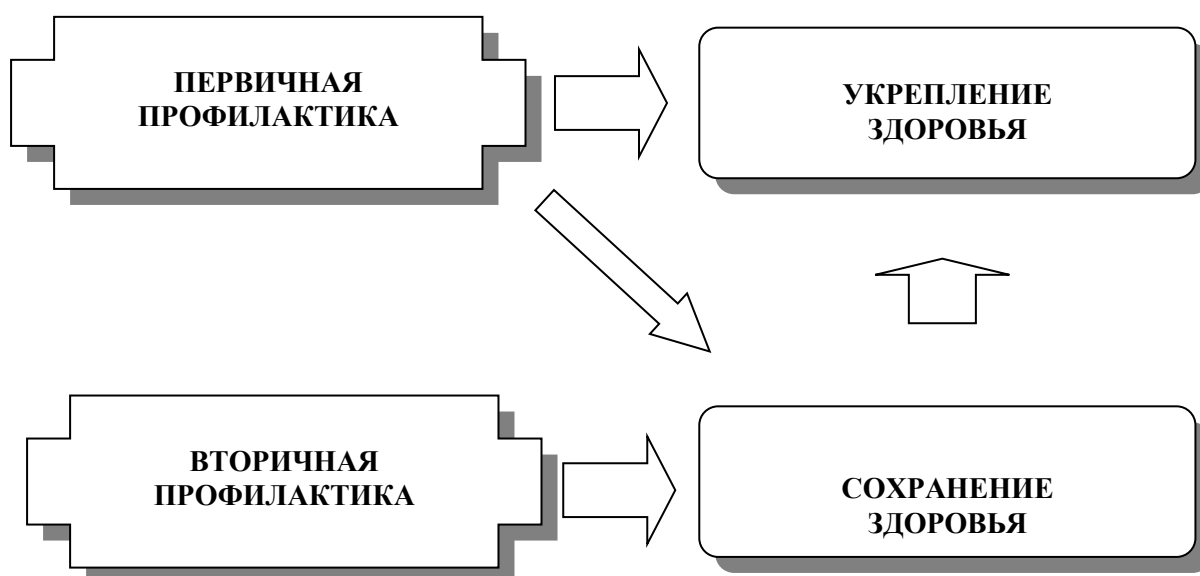 ПЕРВИЧНАЯ
ПРОФИЛАКТИКА
УКРЕПЛЕНИЕ
ЗДОРОВЬЯ
ВТОРИЧНАЯ
ПРОФИЛАКТИКА
СОХРАНЕНИЕ
ЗДОРОВЬЯ